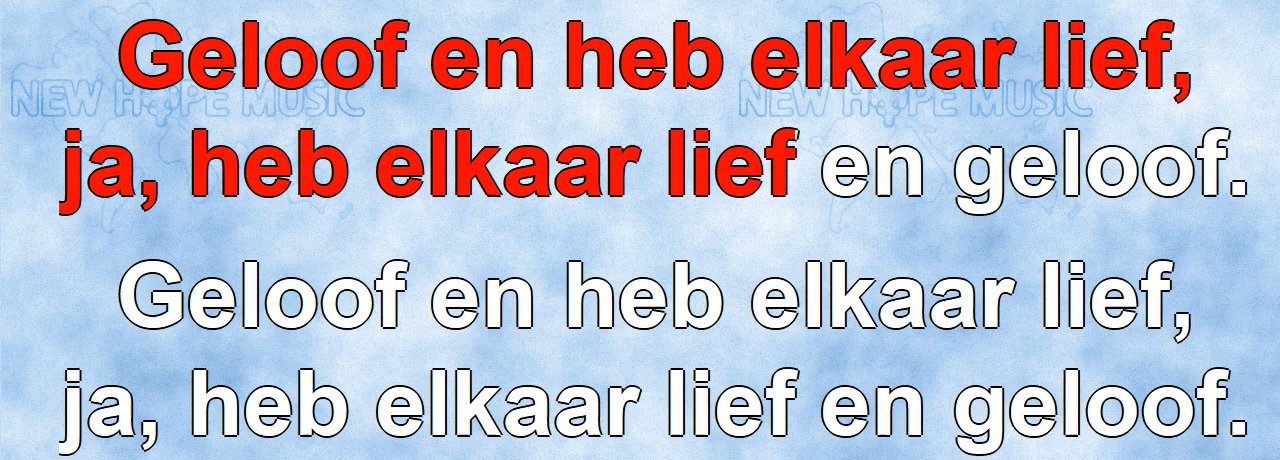 Geloof en heb elkaar lief,
NEW HOPE MUSIC NEW HOPE MUSIC
ja, heb elkaar lief en geloof.
Geloof en heb elkaar lief,
ja, heb elkaar lief en geloof.